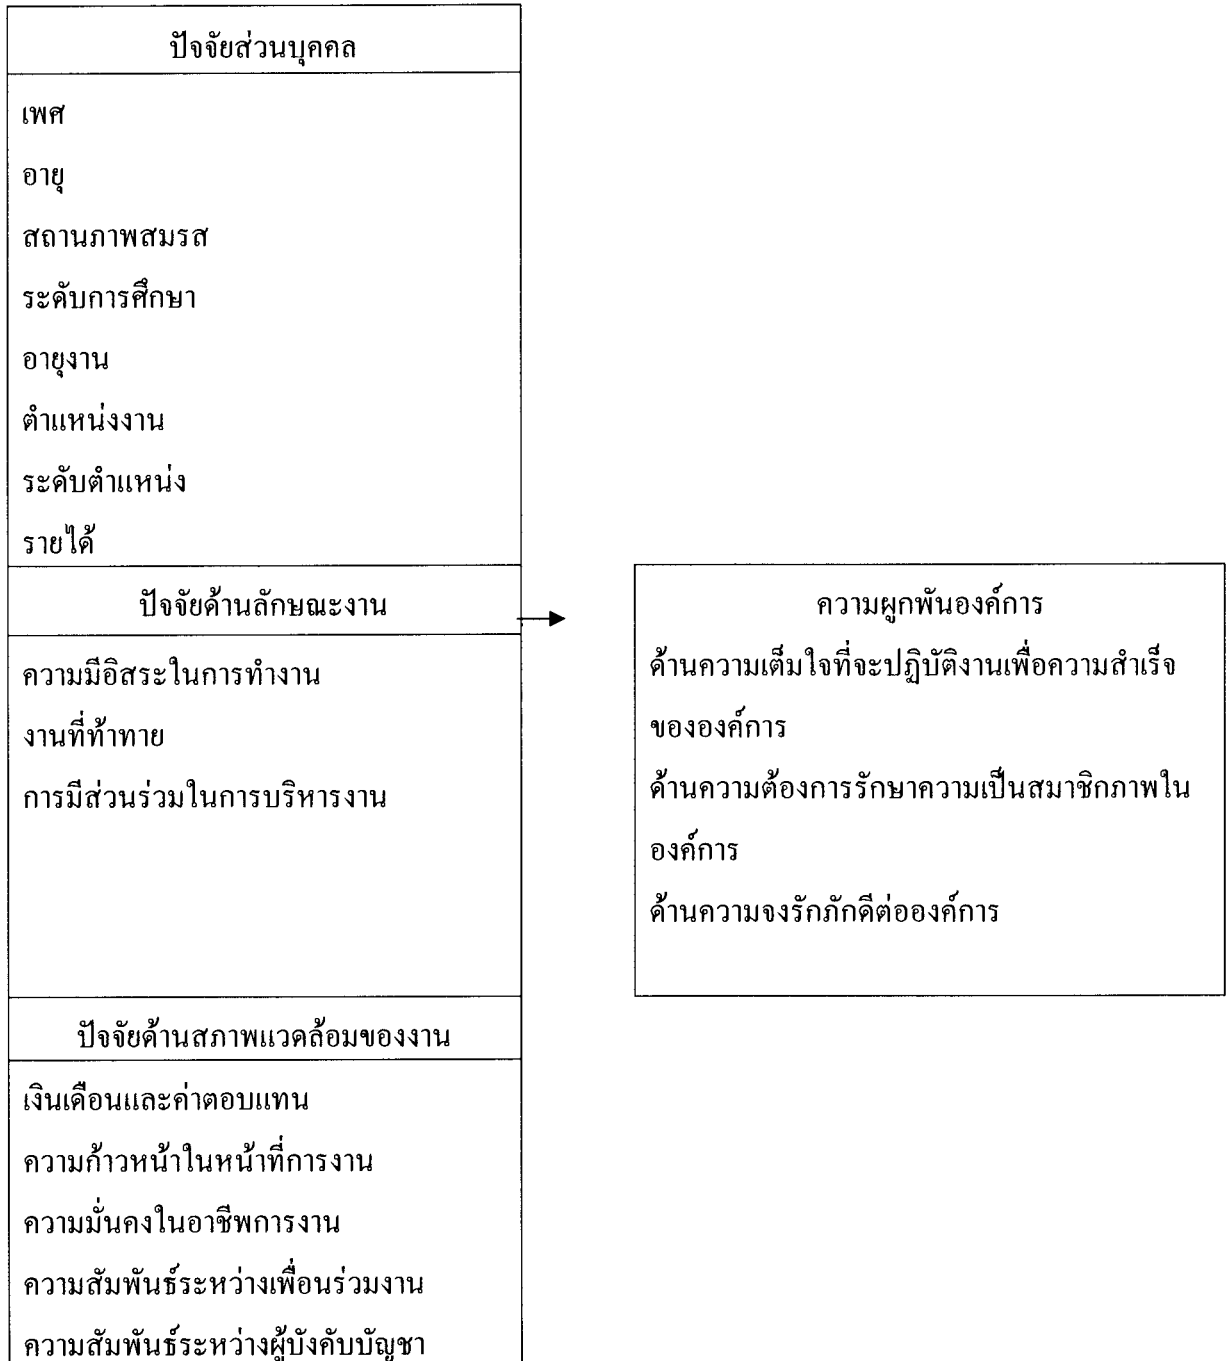 ปัจจัยส่วนบุคคล
เพศ
อายุ
สถานภาพสมรส
ระดับการศึกษา
อายุงาน
ตำแหน่งงาน
ระดับตำแหน่ง
รายได้
ปัจจัยด้านลักษณะงาน
ความมีอิสระในการทำงาน
งานที่ท้าทาย
การมีส่วนร่วมในการบริหารงาน
ปัจจัยด้านสภาพแวดล้อมของงาน
เงินเดือนและค่าตอบแทน
ความก้าวหน้าในหน้าที่การงาน
ความมั่นคงในอาชีพการงาน
ความสัมพันธ์ระหว่างเพื่อนร่วมงาน
ความสัมพันธ์ระหว่างผู้บังคับบัญชา
ความผูกพันองค์การ
ด้านความเต็มใจที่จะปฏิบัติงานเพื่อความสำเร็จ
ขององค์การ
ด้านความต้องการรักษาความเป็นสมาชิกภาพใน
องค์การ
ด้านความจงรักภักดีต่อองค์การ